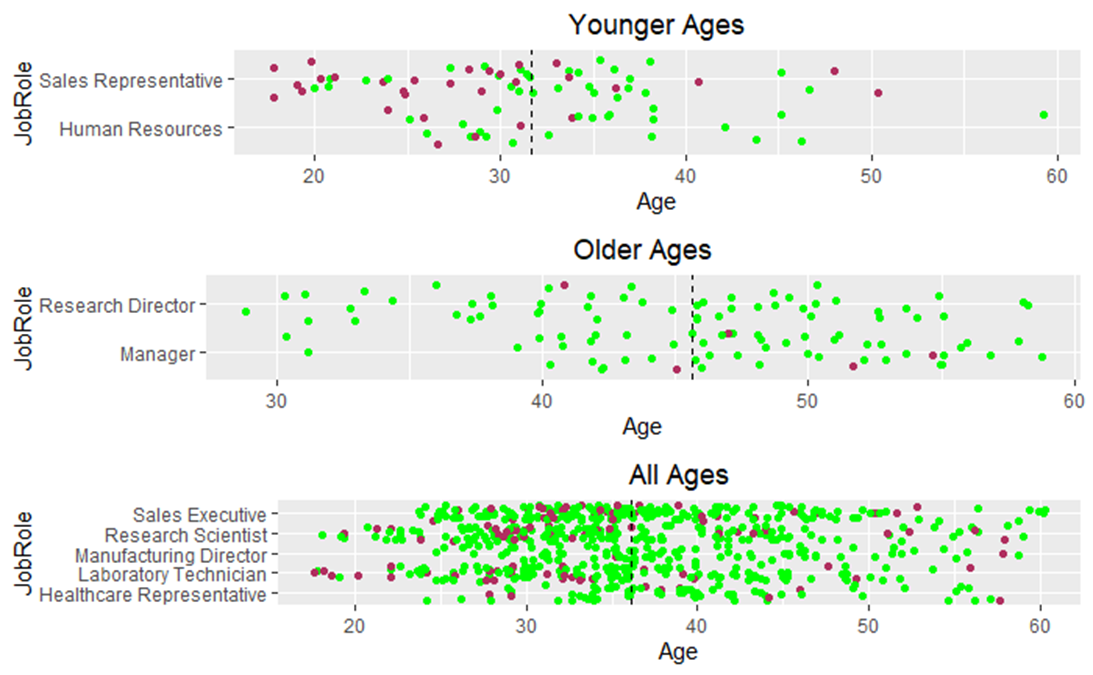 Younger Ages
JobRole
Sales Representative
Human Resources
20 30 40 50 60
Age
Older Ages
JobRole
Research Director
Manager
30 40 50 60
Age
All Ages
JobRole
Sales Executive
Research Scientist
Manufacturing Director
Laboratory Technician
Healthcare Representative
20 30 40 50 60
Age